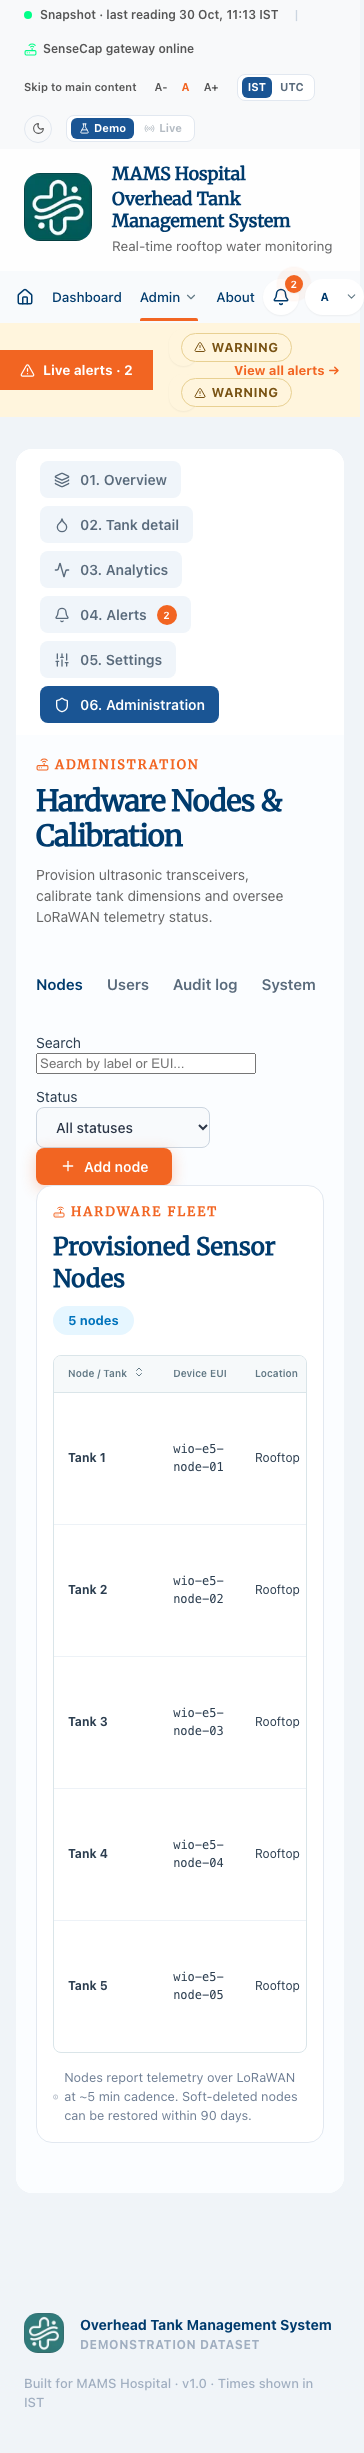 Snapshot · last reading 30 Oct, 11:13 IST |
SenseCap gateway online
Skip to main content A- A A+ IST UTC
Demo Live
MAMS Hospital
Overhead Tank
Management System
Real-time rooftop water monitoring
Dashboard Admin About 2 A
Live alerts · 2
WARNING
View all alerts →
WARNING
01. Overview
02. Tank detail
03. Analytics
04. Alerts 2
05. Settings
06. Administration
ADMINISTRATION
Hardware Nodes &
Calibration
Provision ultrasonic transceivers,
calibrate tank dimensions and oversee
LoRaWAN telemetry status.
Nodes Users Audit log System
Search
Search by label or EUI...
Status
All statuses
+ Add node
HARDWARE FLEET
Provisioned Sensor
Nodes
5 nodes
Node / Tank Device EUI Location
Tank 1 wio-e5-node-01 Rooftop
Tank 2 wio-e5-node-02 Rooftop
Tank 3 wio-e5-node-03 Rooftop
Tank 4 wio-e5-node-04 Rooftop
Tank 5 wio-e5-node-05 Rooftop
Nodes report telemetry over LoRaWAN
at ~5 min cadence. Soft-deleted nodes
can be restored within 90 days.
Overhead Tank Management System
DEMONSTRATION DATASET
Built for MAMS Hospital · v1.0 · Times shown in
IST